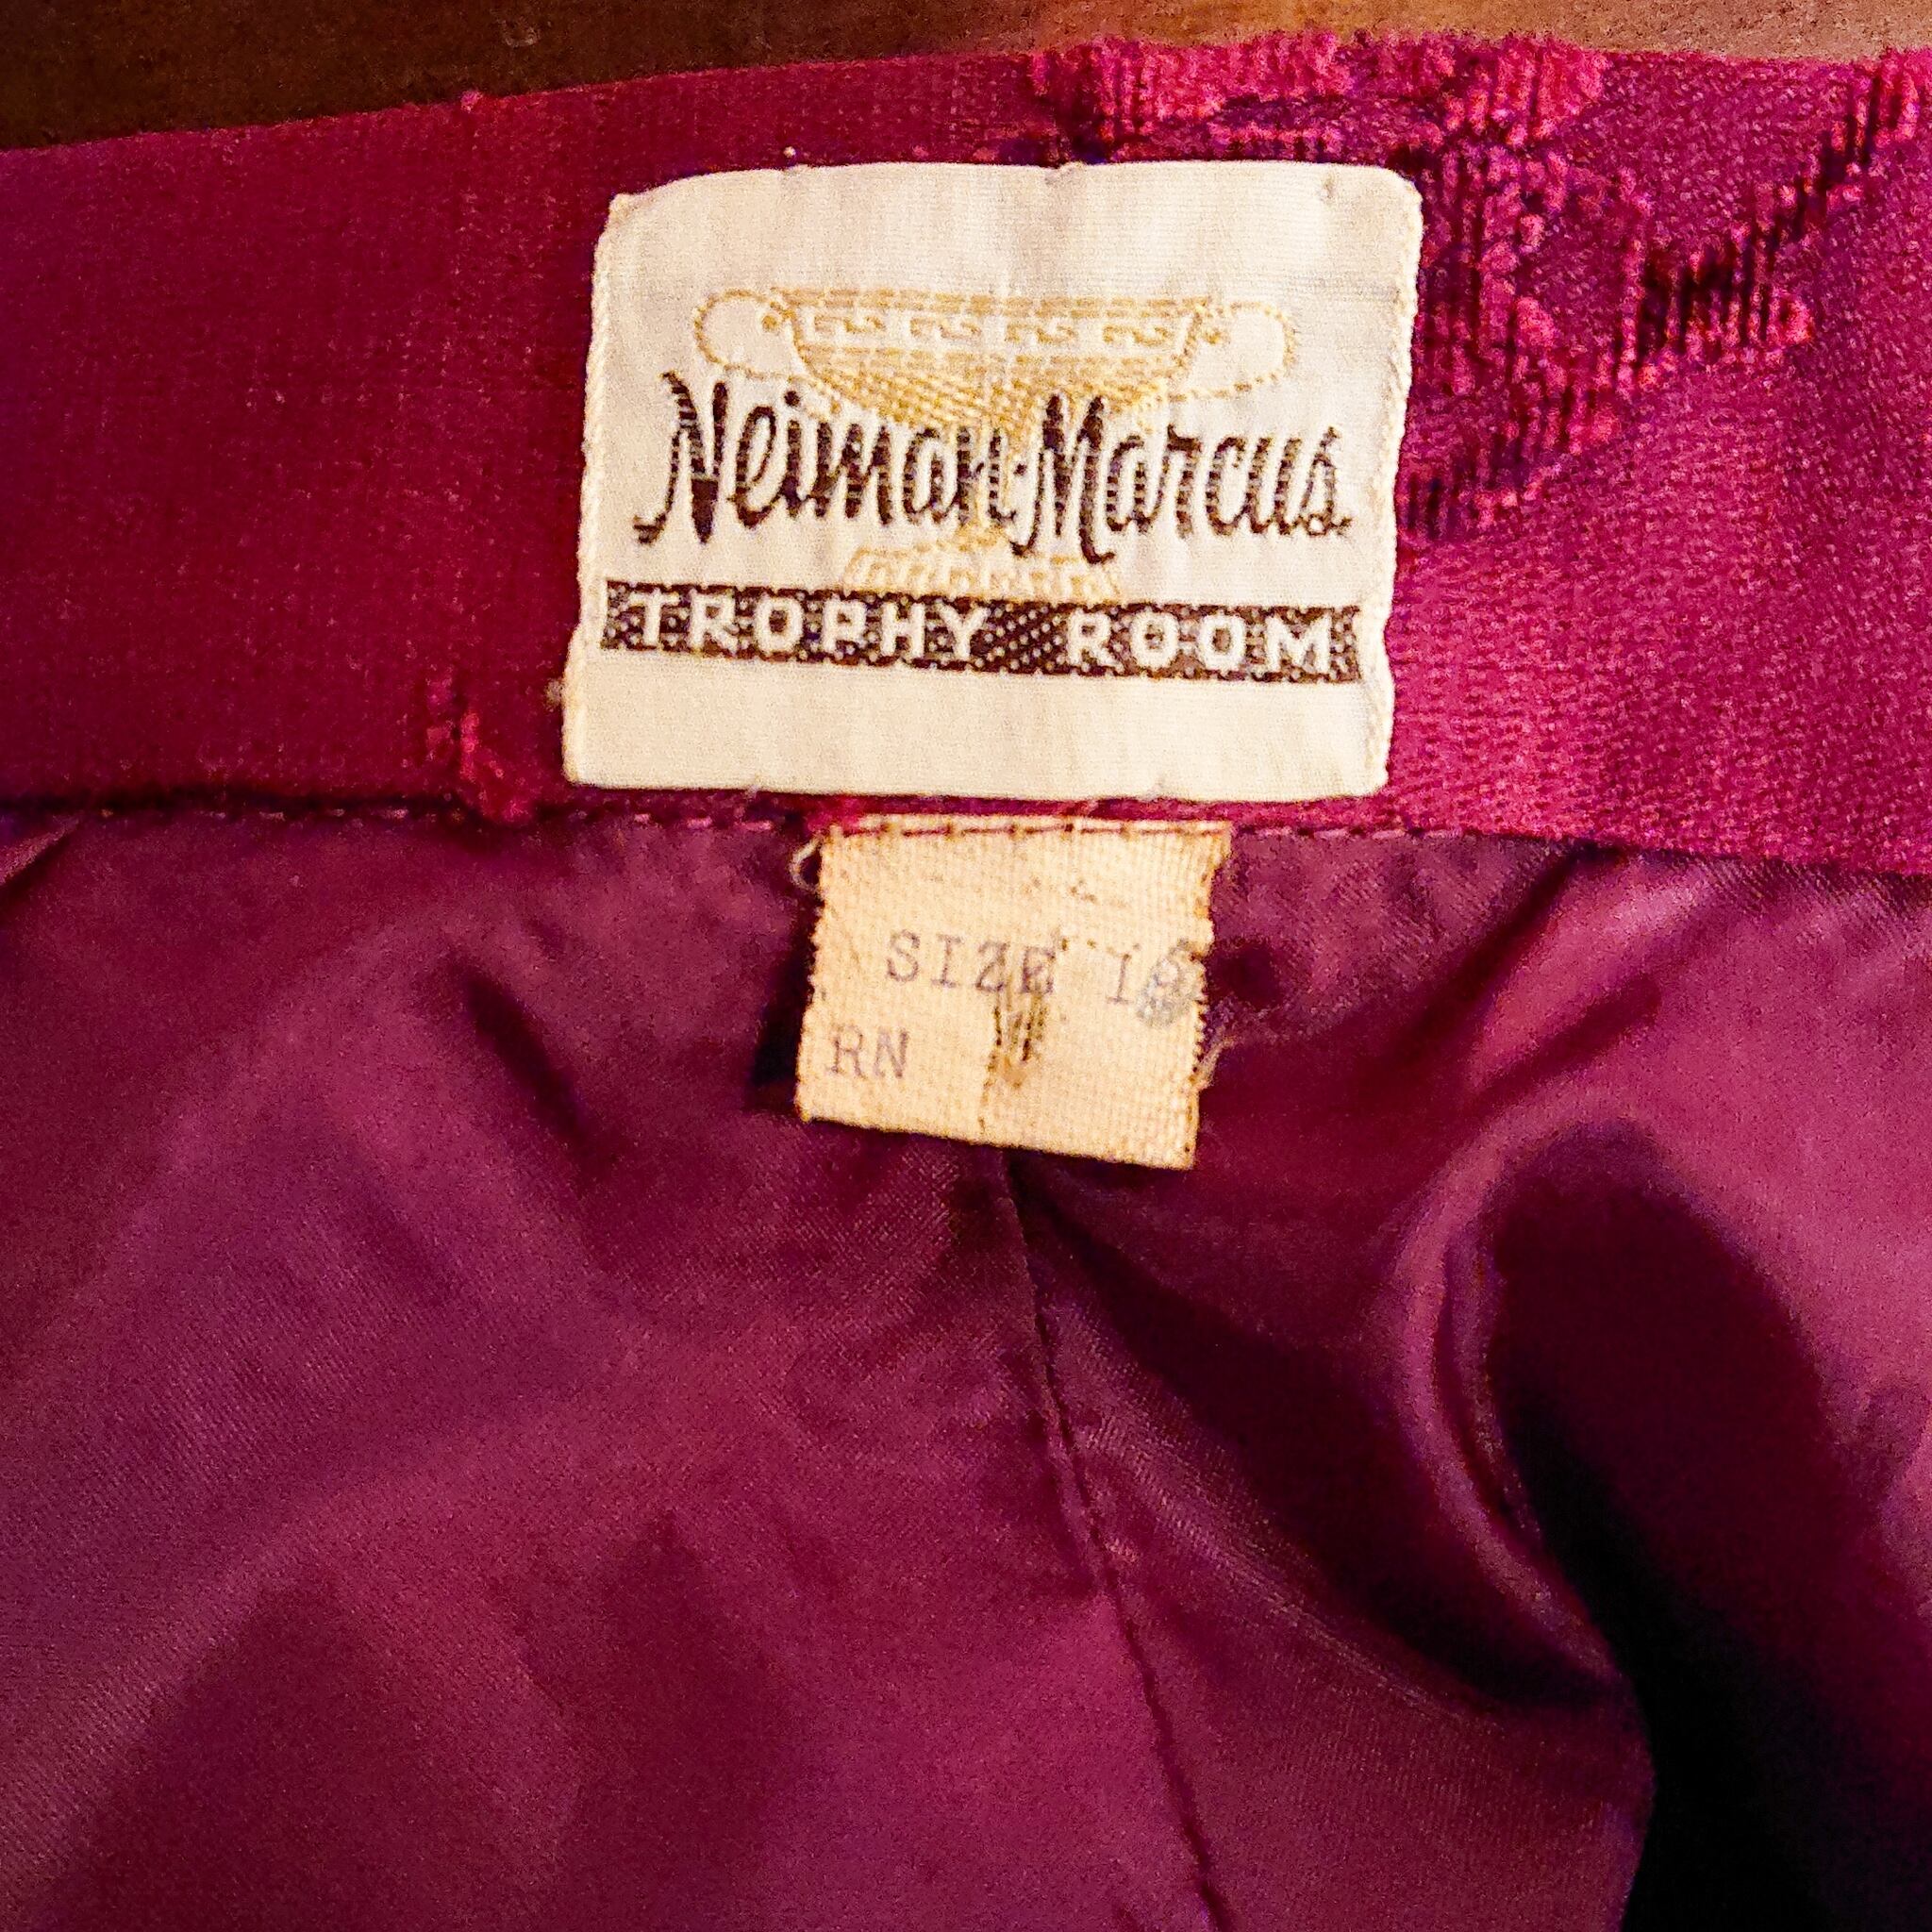 Neiman-Marcus
TROPHY ROOM
SIZE
RN